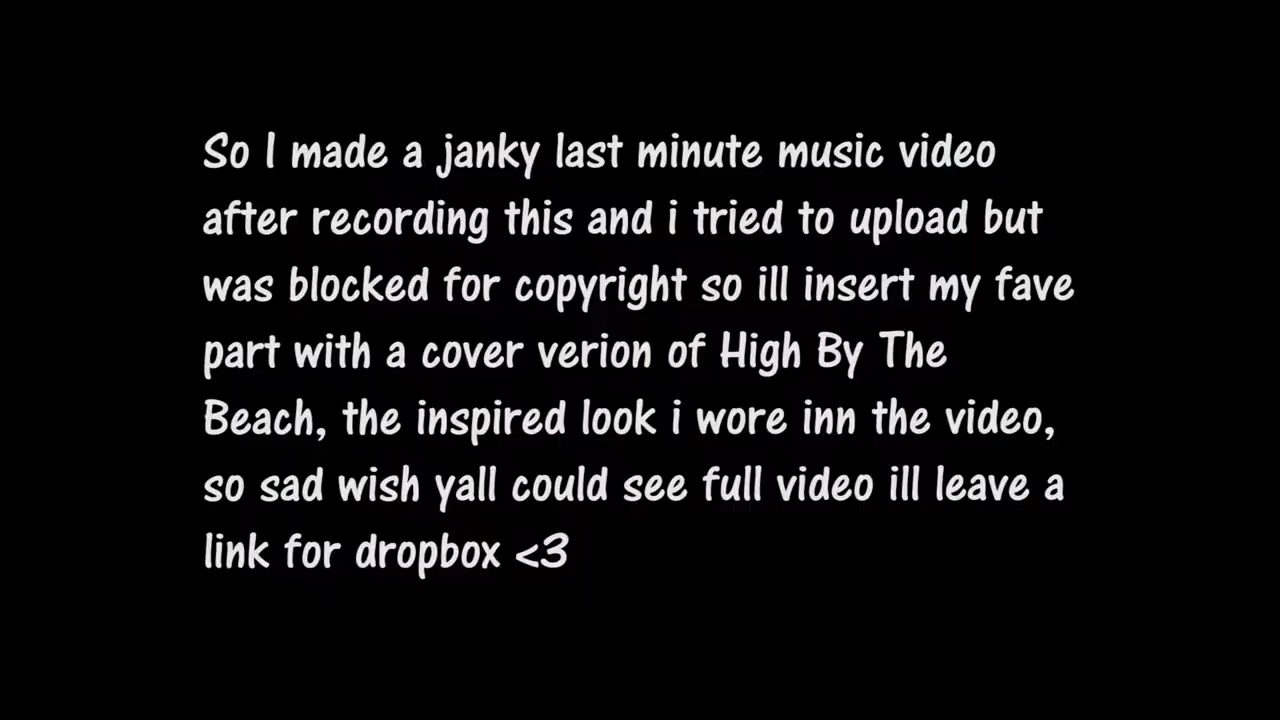 So I made a janky last minute music video
after recording this and i tried to upload but
was blocked for copyright so ill insert my fave
part with a cover verion of High By The
Beach, the inspired look i wore inn the video,
so sad wish yall could see full video ill leave a
link for dropbox <3